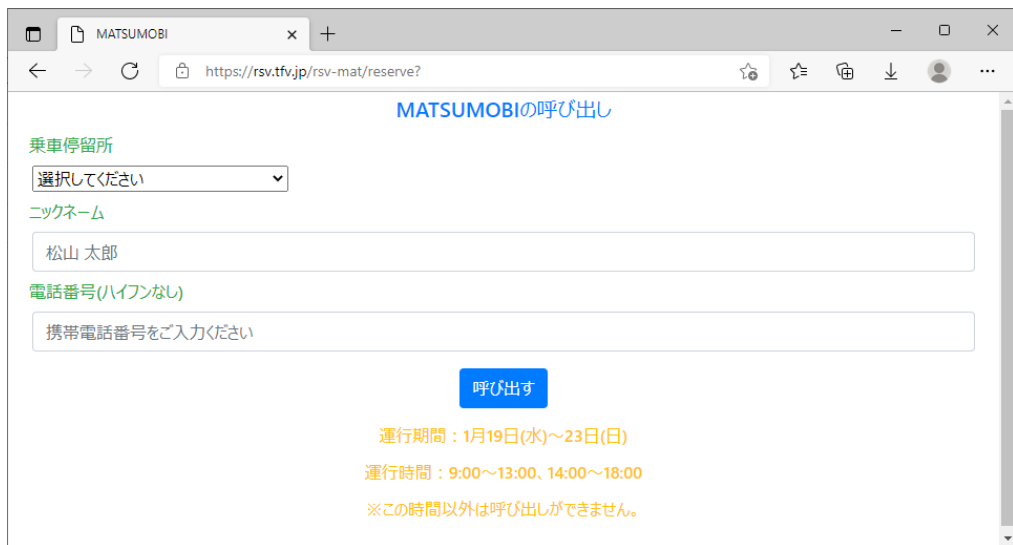 MATSUMOBI
https://rsv.tfv.jp/rsv-mat/reserve?
MATSUMOBIの呼び出し
乗車停留所
選択してください
ニックネーム
松山 太郎
電話番号(ハイフンなし)
携帯電話番号をご入力ください
呼び出す
運行期間：1月19日(水)～23日(日)
運行時間：9:00～13:00、14:00～18:00
※この時間以外は呼び出しができません。